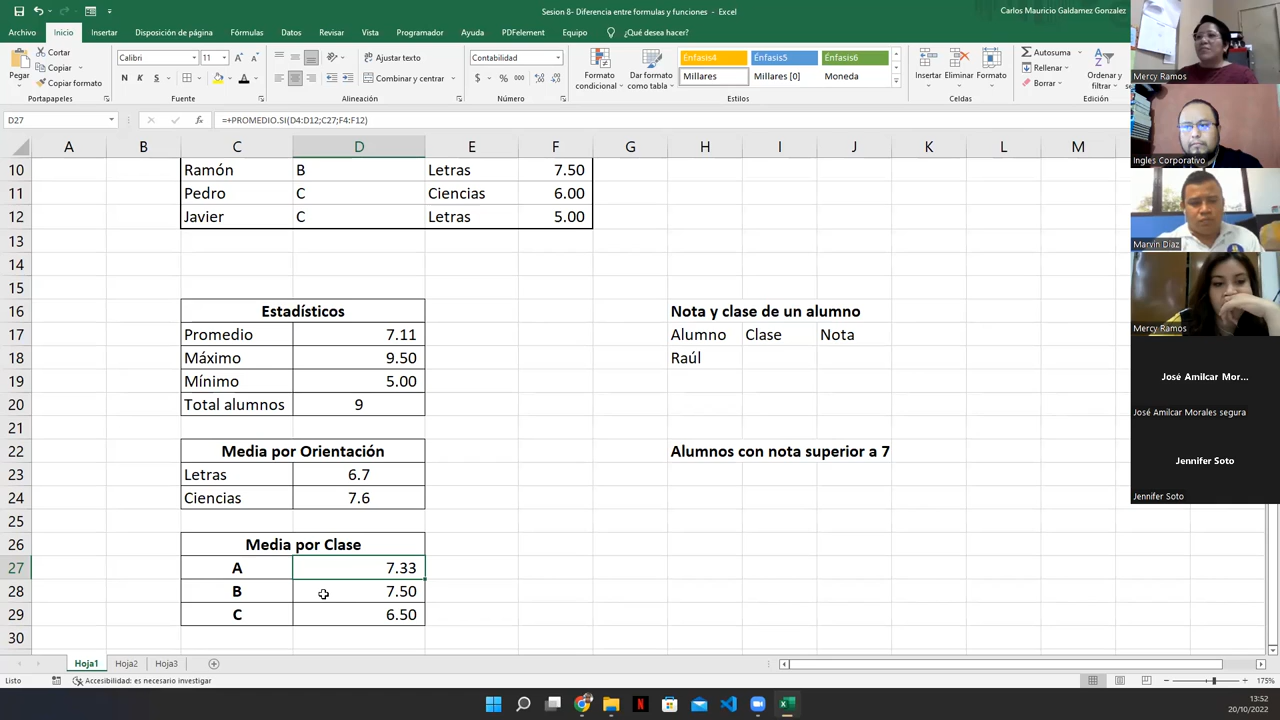 Sesion 8- Diferencia entre formulas y funciones - Excel
Carlos Mauricio Galdamez Gonzalez
Archivo Inicio Insertar Disposición de página Fórmulas Datos Revisar Vista Programador Ayuda PDFelement Equipo ¿Qué desea hacer?
Pegar
Cortar
Copiar
Copiar formato
Portapapeles
Calibri 11
N K S
Fuente
Ajustar texto
Combinar y centrar
Alineación
Contabilidad
$ % 000
Número
Formato condicional
Dar formato como tabla
Énfasis4 Énfasis5 Énfasis6
Millares Millares [0] Moneda
Estilos
Insertar Eliminar Formato
Celdas
Autosuma
Rellenar
Borrar
Ordenar y filtrar
Edición
D27 fx =+PROMEDIO.SI(D4:D12;C27;F4:F12)
A B C D E F G H I J K L M
10 Ramón B Letras 7.50
11 Pedro C Ciencias 6.00
12 Javier C Letras 5.00
13
14
15
16 Estadísticos Nota y clase de un alumno
17 Promedio 7.11 Alumno Clase Nota
18 Máximo 9.50 Raúl
19 Mínimo 5.00
20 Total alumnos 9
21
22 Media por Orientación Alumnos con nota superior a 7
23 Letras 6.7
24 Ciencias 7.6
25
26 Media por Clase
27 A 7.33
28 B 7.50
29 C 6.50
30
Hoja1 Hoja2 Hoja3
Listo Accesibilidad: es necesario investigar 175%
13:52
20/10/2022
Mercy Ramos
Ingles Corporativo
Marvin Diaz
Mercy Ramos
José Amilcar Mor...
José Amilcar Morales segura
Jennifer Soto
Jennifer Soto